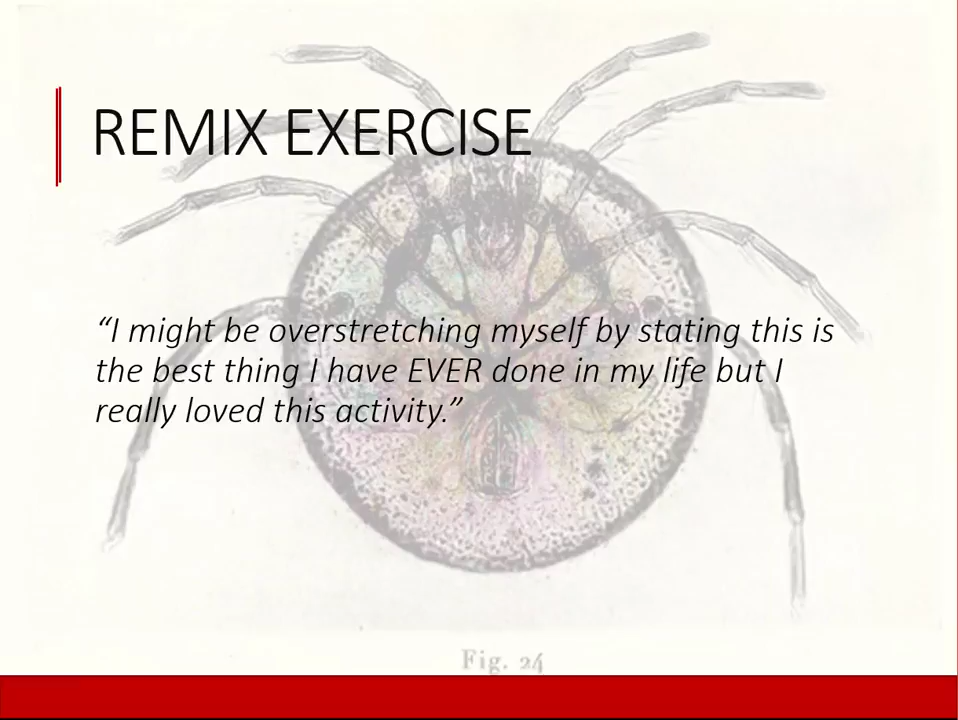 REMIX EXERCISE
“I might be overstretching myself by stating this is
the best thing I have EVER done in my life but I
really loved this activity.”
Fig. 24